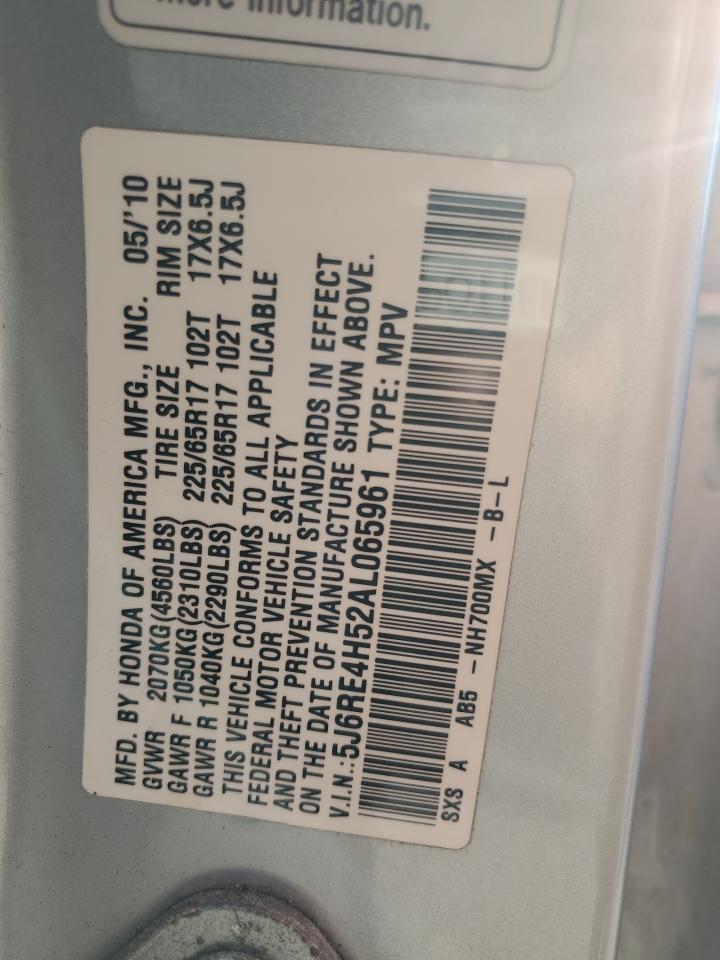 more information.
MFD. BY HONDA OF AMERICA MFG., INC. 05/'10
GVWR 2070KG(4560LBS) TIRE SIZE RIM SIZE
GAWR F 1050KG(2310LBS) 225/65R17 102T 17X6.5J
GAWR R 1040KG(2290LBS) 225/65R17 102T 17X6.5J
THIS VEHICLE CONFORMS TO ALL APPLICABLE
FEDERAL MOTOR VEHICLE SAFETY
AND THEFT PREVENTION STANDARDS IN EFFECT
ON THE DATE OF MANUFACTURE SHOWN ABOVE.
V.I.N.:5J6RE4H52AL065961 TYPE: MPV
SXS A AB5 -NH700MX -B-L